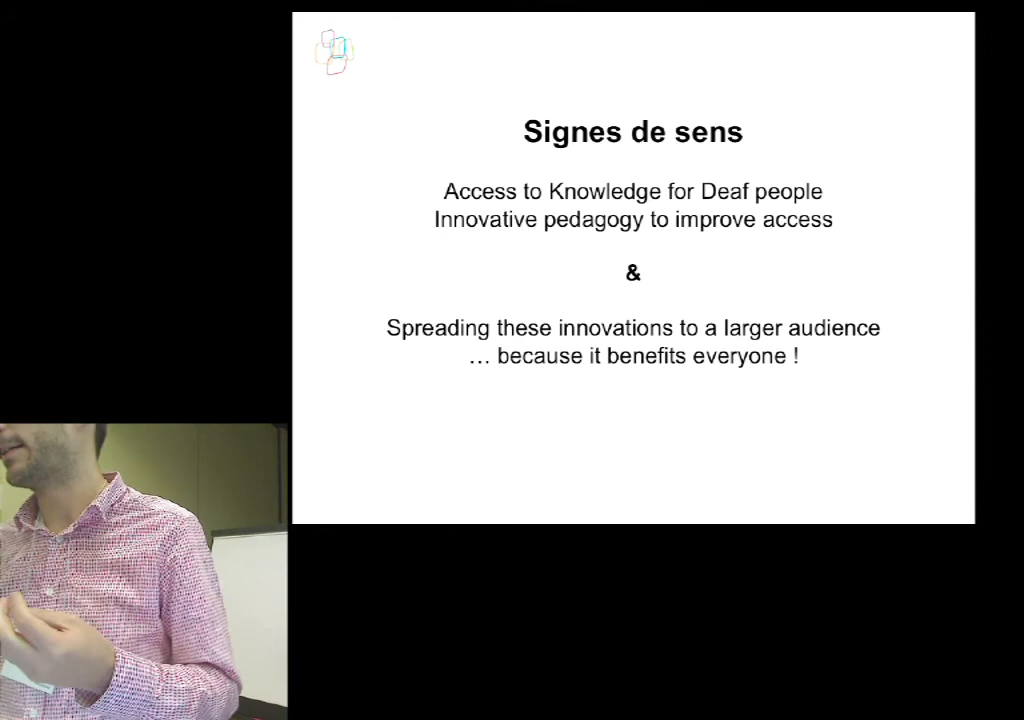 Signes de sens
Access to Knowledge for Deaf people
Innovative pedagogy to improve access
&
Spreading these innovations to a larger audience
… because it benefits everyone !